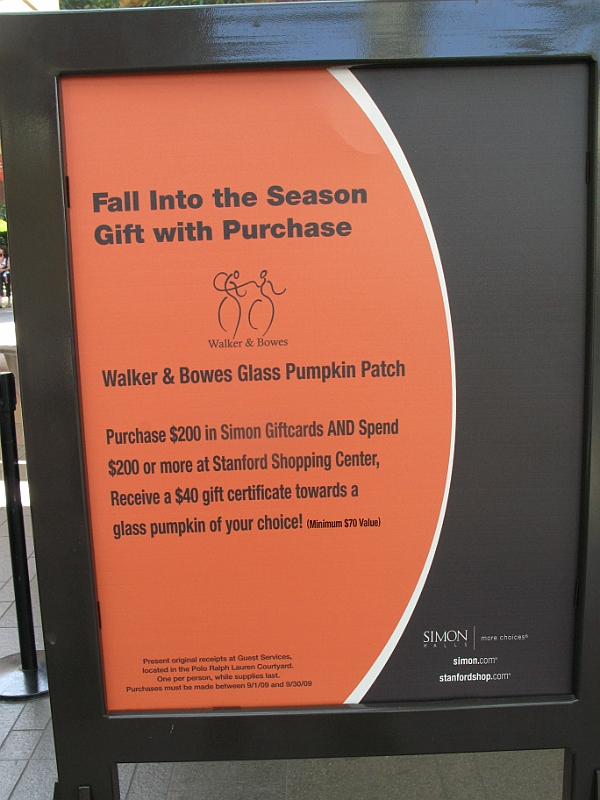 Fall Into the Season
Gift with Purchase
Walker & Bowes
Walker & Bowes Glass Pumpkin Patch
Purchase $200 in Simon Giftcards AND Spend
$200 or more at Stanford Shopping Center,
Receive a $40 gift certificate towards a
glass pumpkin of your choice! (Minimum $70 Value)
Present original receipts at Guest Services,
located in the Polo Ralph Lauren Courtyard.
One per person, while supplies last.
Purchases must be made between 9/1/09 and 9/30/09
SIMON
MALLS
more choices®
simon.com®
stanfordshop.com®